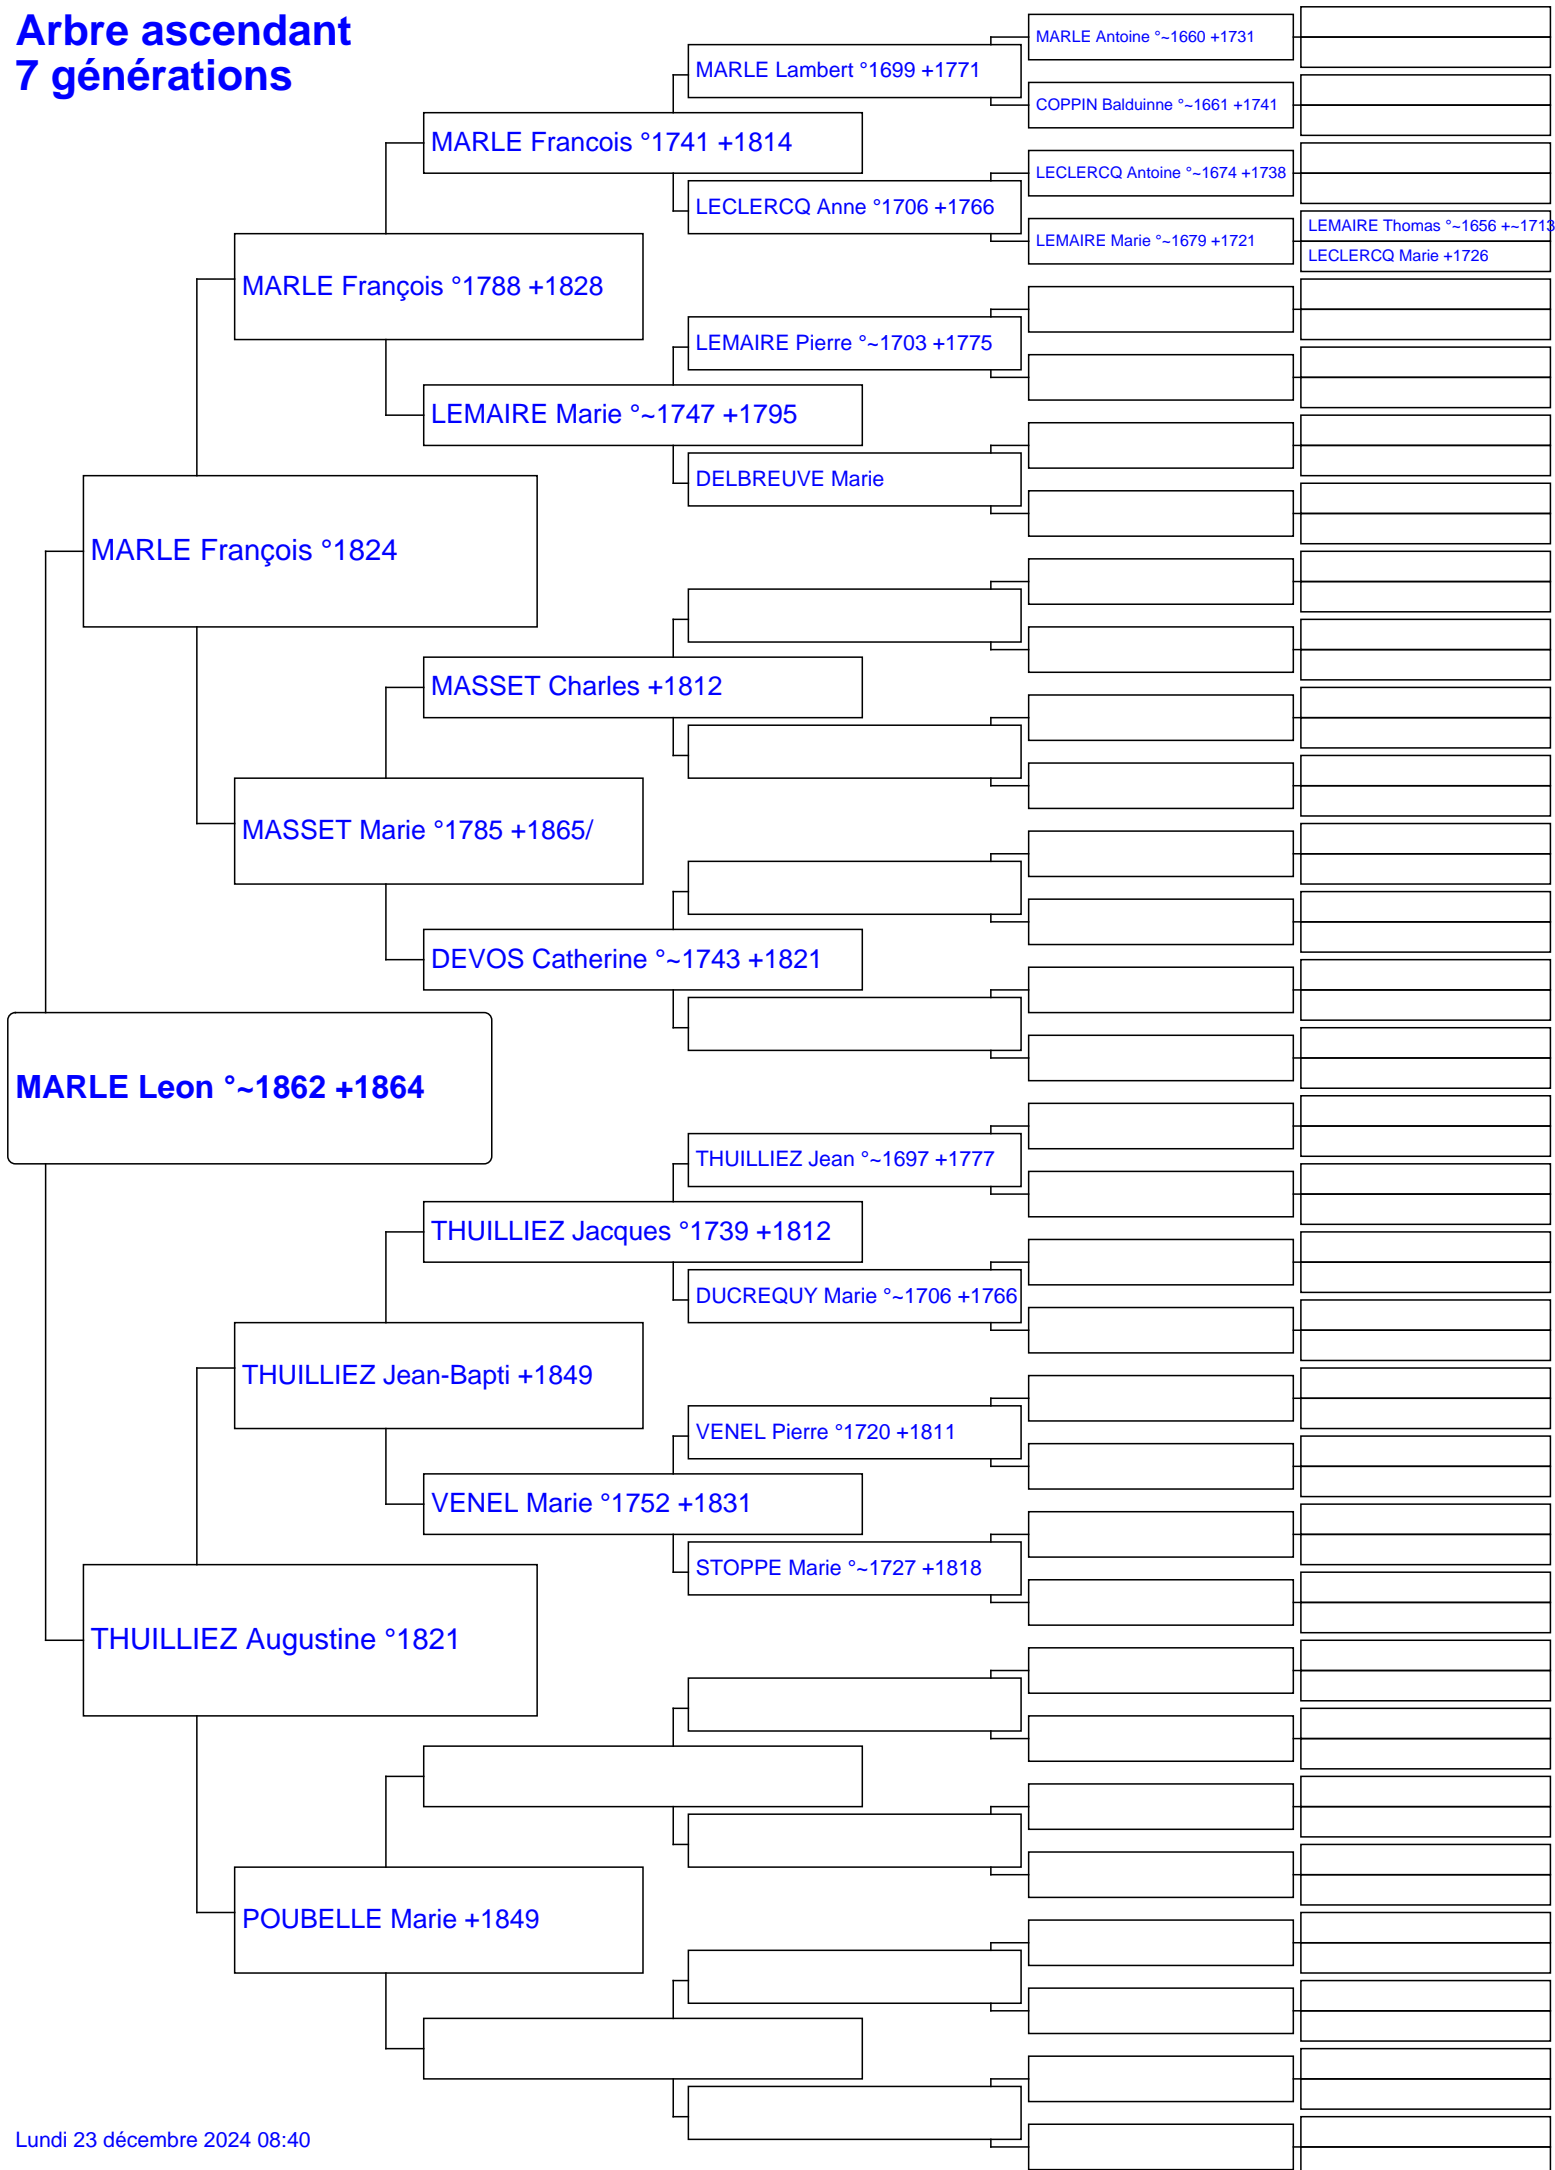 Arbre ascendant
7 générations
MARLE Antoine °~1660 +1731
MARLE Lambert °1699 +1771
COPPIN Balduinne °~1661 +1741
MARLE Francois °1741 +1814
LECLERCQ Antoine °~1674 +1738
LECLERCQ Anne °1706 +1766
LEMAIRE Thomas °~1656 +~1713
LEMAIRE Marie °~1679 +1721
LECLERCQ Marie +1726
MARLE François °1788 +1828
LEMAIRE Pierre °~1703 +1775
LEMAIRE Marie °~1747 +1795
DELBREUVE Marie
MARLE François °1824
MASSET Charles +1812
MASSET Marie °1785 +1865/
DEVOS Catherine °~1743 +1821
MARLE Leon °~1862 +1864
THUILLIEZ Jean °~1697 +1777
THUILLIEZ Jacques °1739 +1812
DUCREQUY Marie °~1706 +1766
THUILLIEZ Jean-Bapti +1849
VENEL Pierre °1720 +1811
VENEL Marie °1752 +1831
STOPPE Marie °~1727 +1818
THUILLIEZ Augustine °1821
POUBELLE Marie +1849
Lundi 23 décembre 2024 08:40